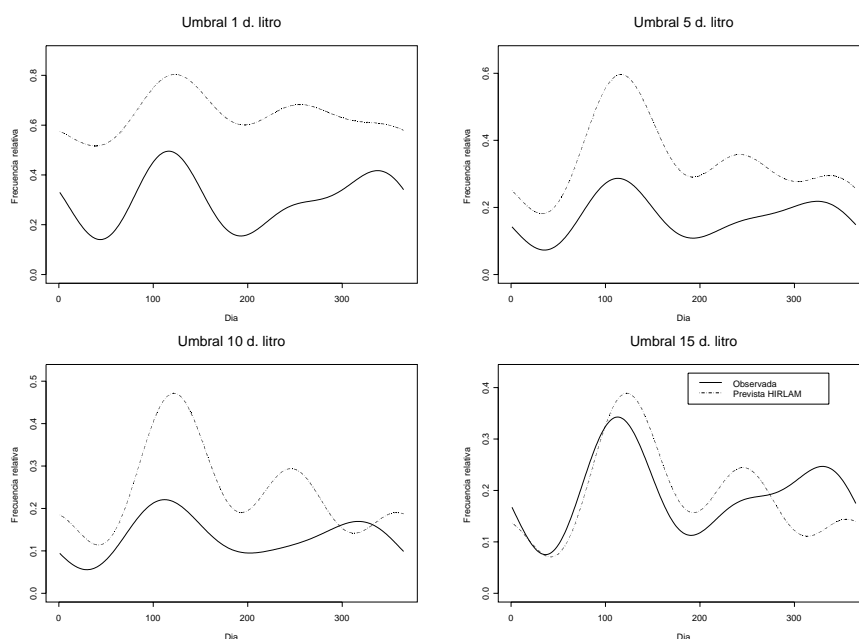 Umbral 1 d. litro
Frecuencia relativa
0.0 0.2 0.4 0.6 0.8
0 100 200 300
Dia
Umbral 5 d. litro
Frecuencia relativa
0.0 0.2 0.4 0.6
0 100 200 300
Dia
Umbral 10 d. litro
Frecuencia relativa
0.0 0.1 0.2 0.3 0.4 0.5
0 100 200 300
Dia
Umbral 15 d. litro
Observada
Prevista HIRLAM
Frecuencia relativa
0.0 0.1 0.2 0.3 0.4
0 100 200 300
Dia